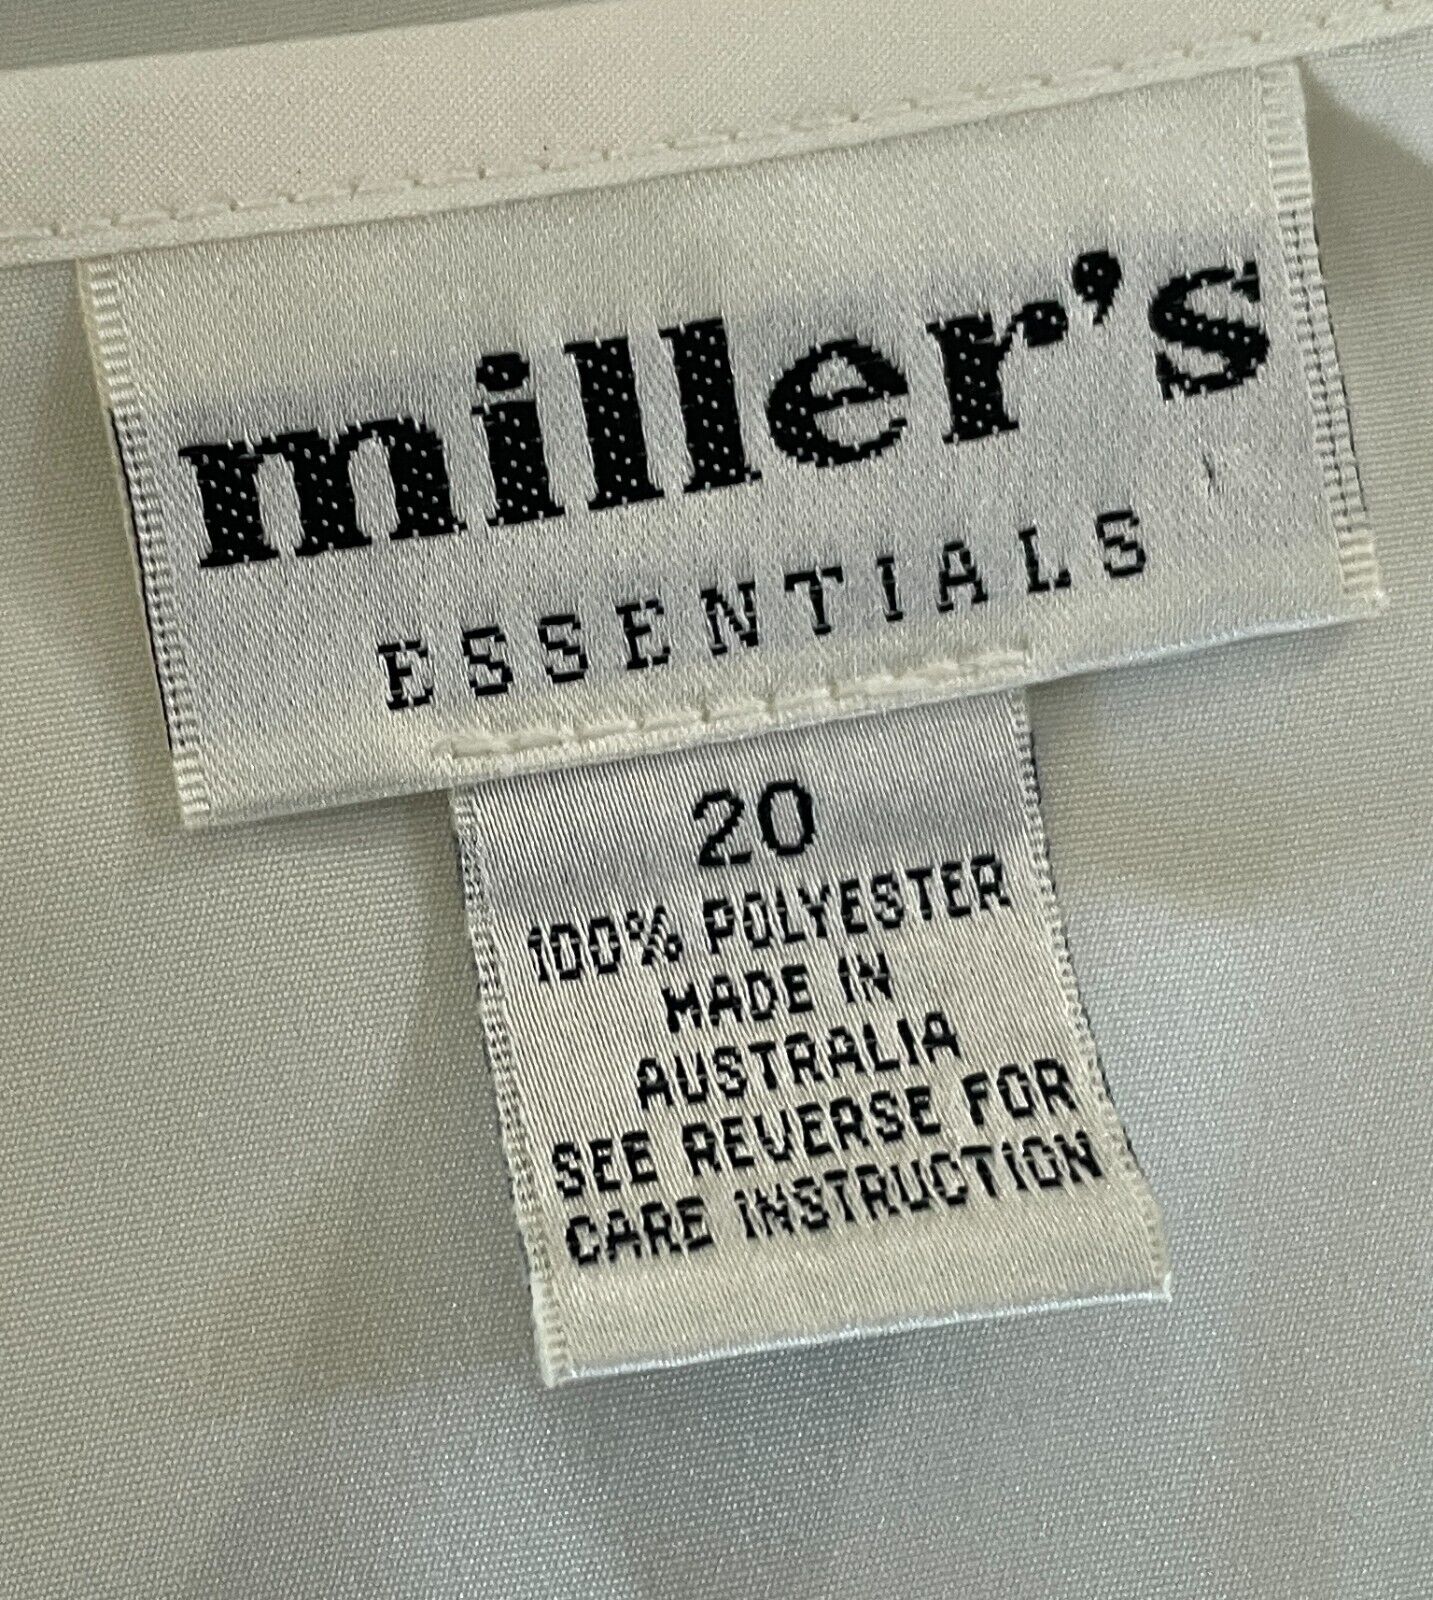 miller's
ESSENTIALS
20
100% POLYESTER
MADE IN
AUSTRALIA
SEE REVERSE FOR
CARE INSTRUCTION